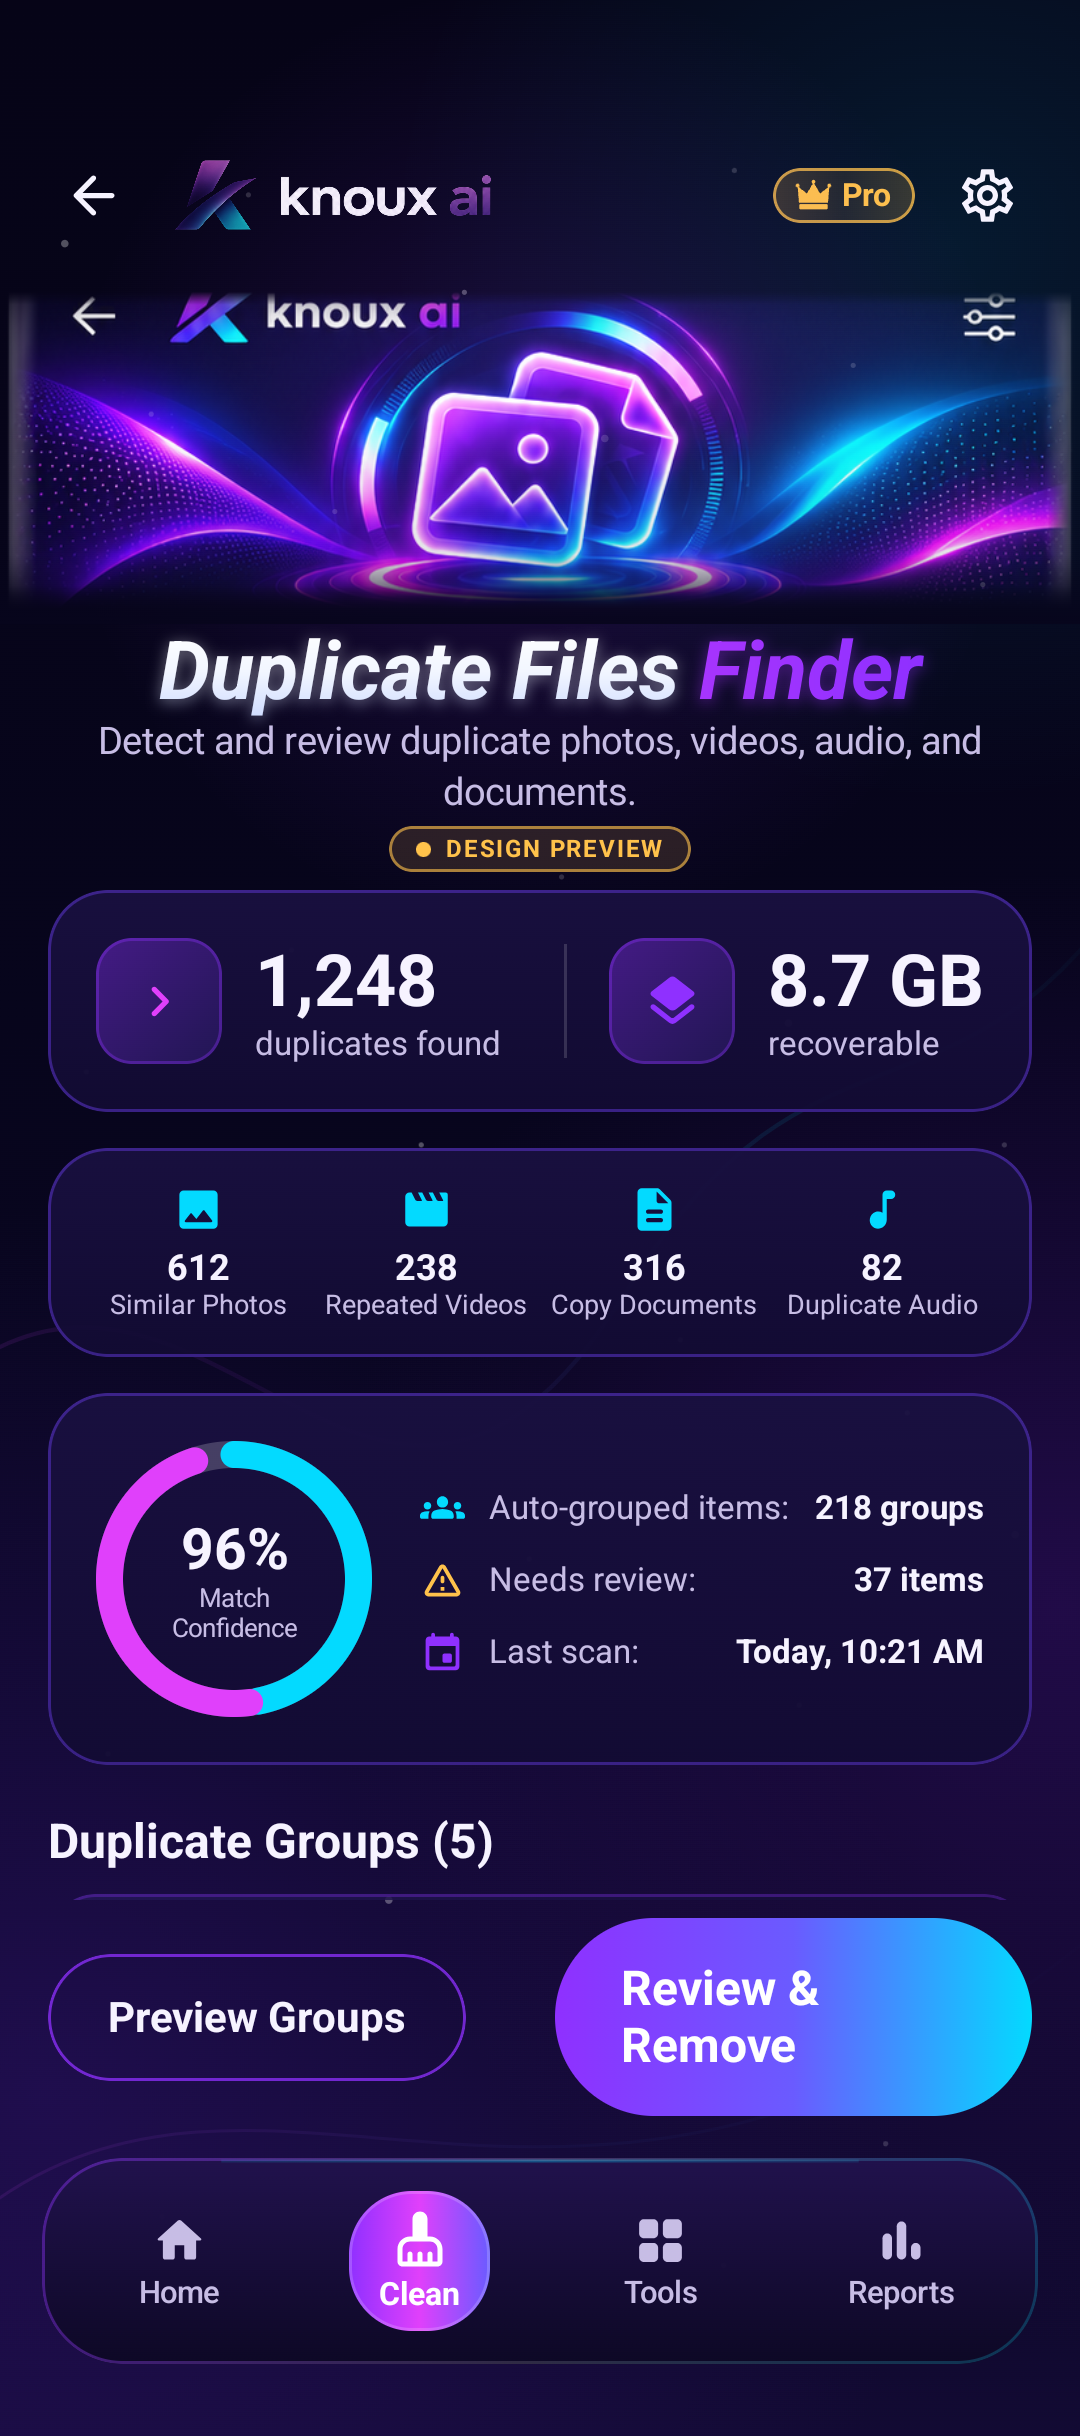 knoux ai
Pro
knoux ai
Duplicate Files Finder
Detect and review duplicate photos, videos, audio, and
documents.
DESIGN PREVIEW
1,248
duplicates found
8.7 GB
recoverable
612
Similar Photos
238
Repeated Videos
316
Copy Documents
82
Duplicate Audio
96%
Match
Confidence
Auto-grouped items: 218 groups
Needs review: 37 items
Last scan: Today, 10:21 AM
Duplicate Groups (5)
Preview Groups
Review &
Remove
Home
Clean
Tools
Reports